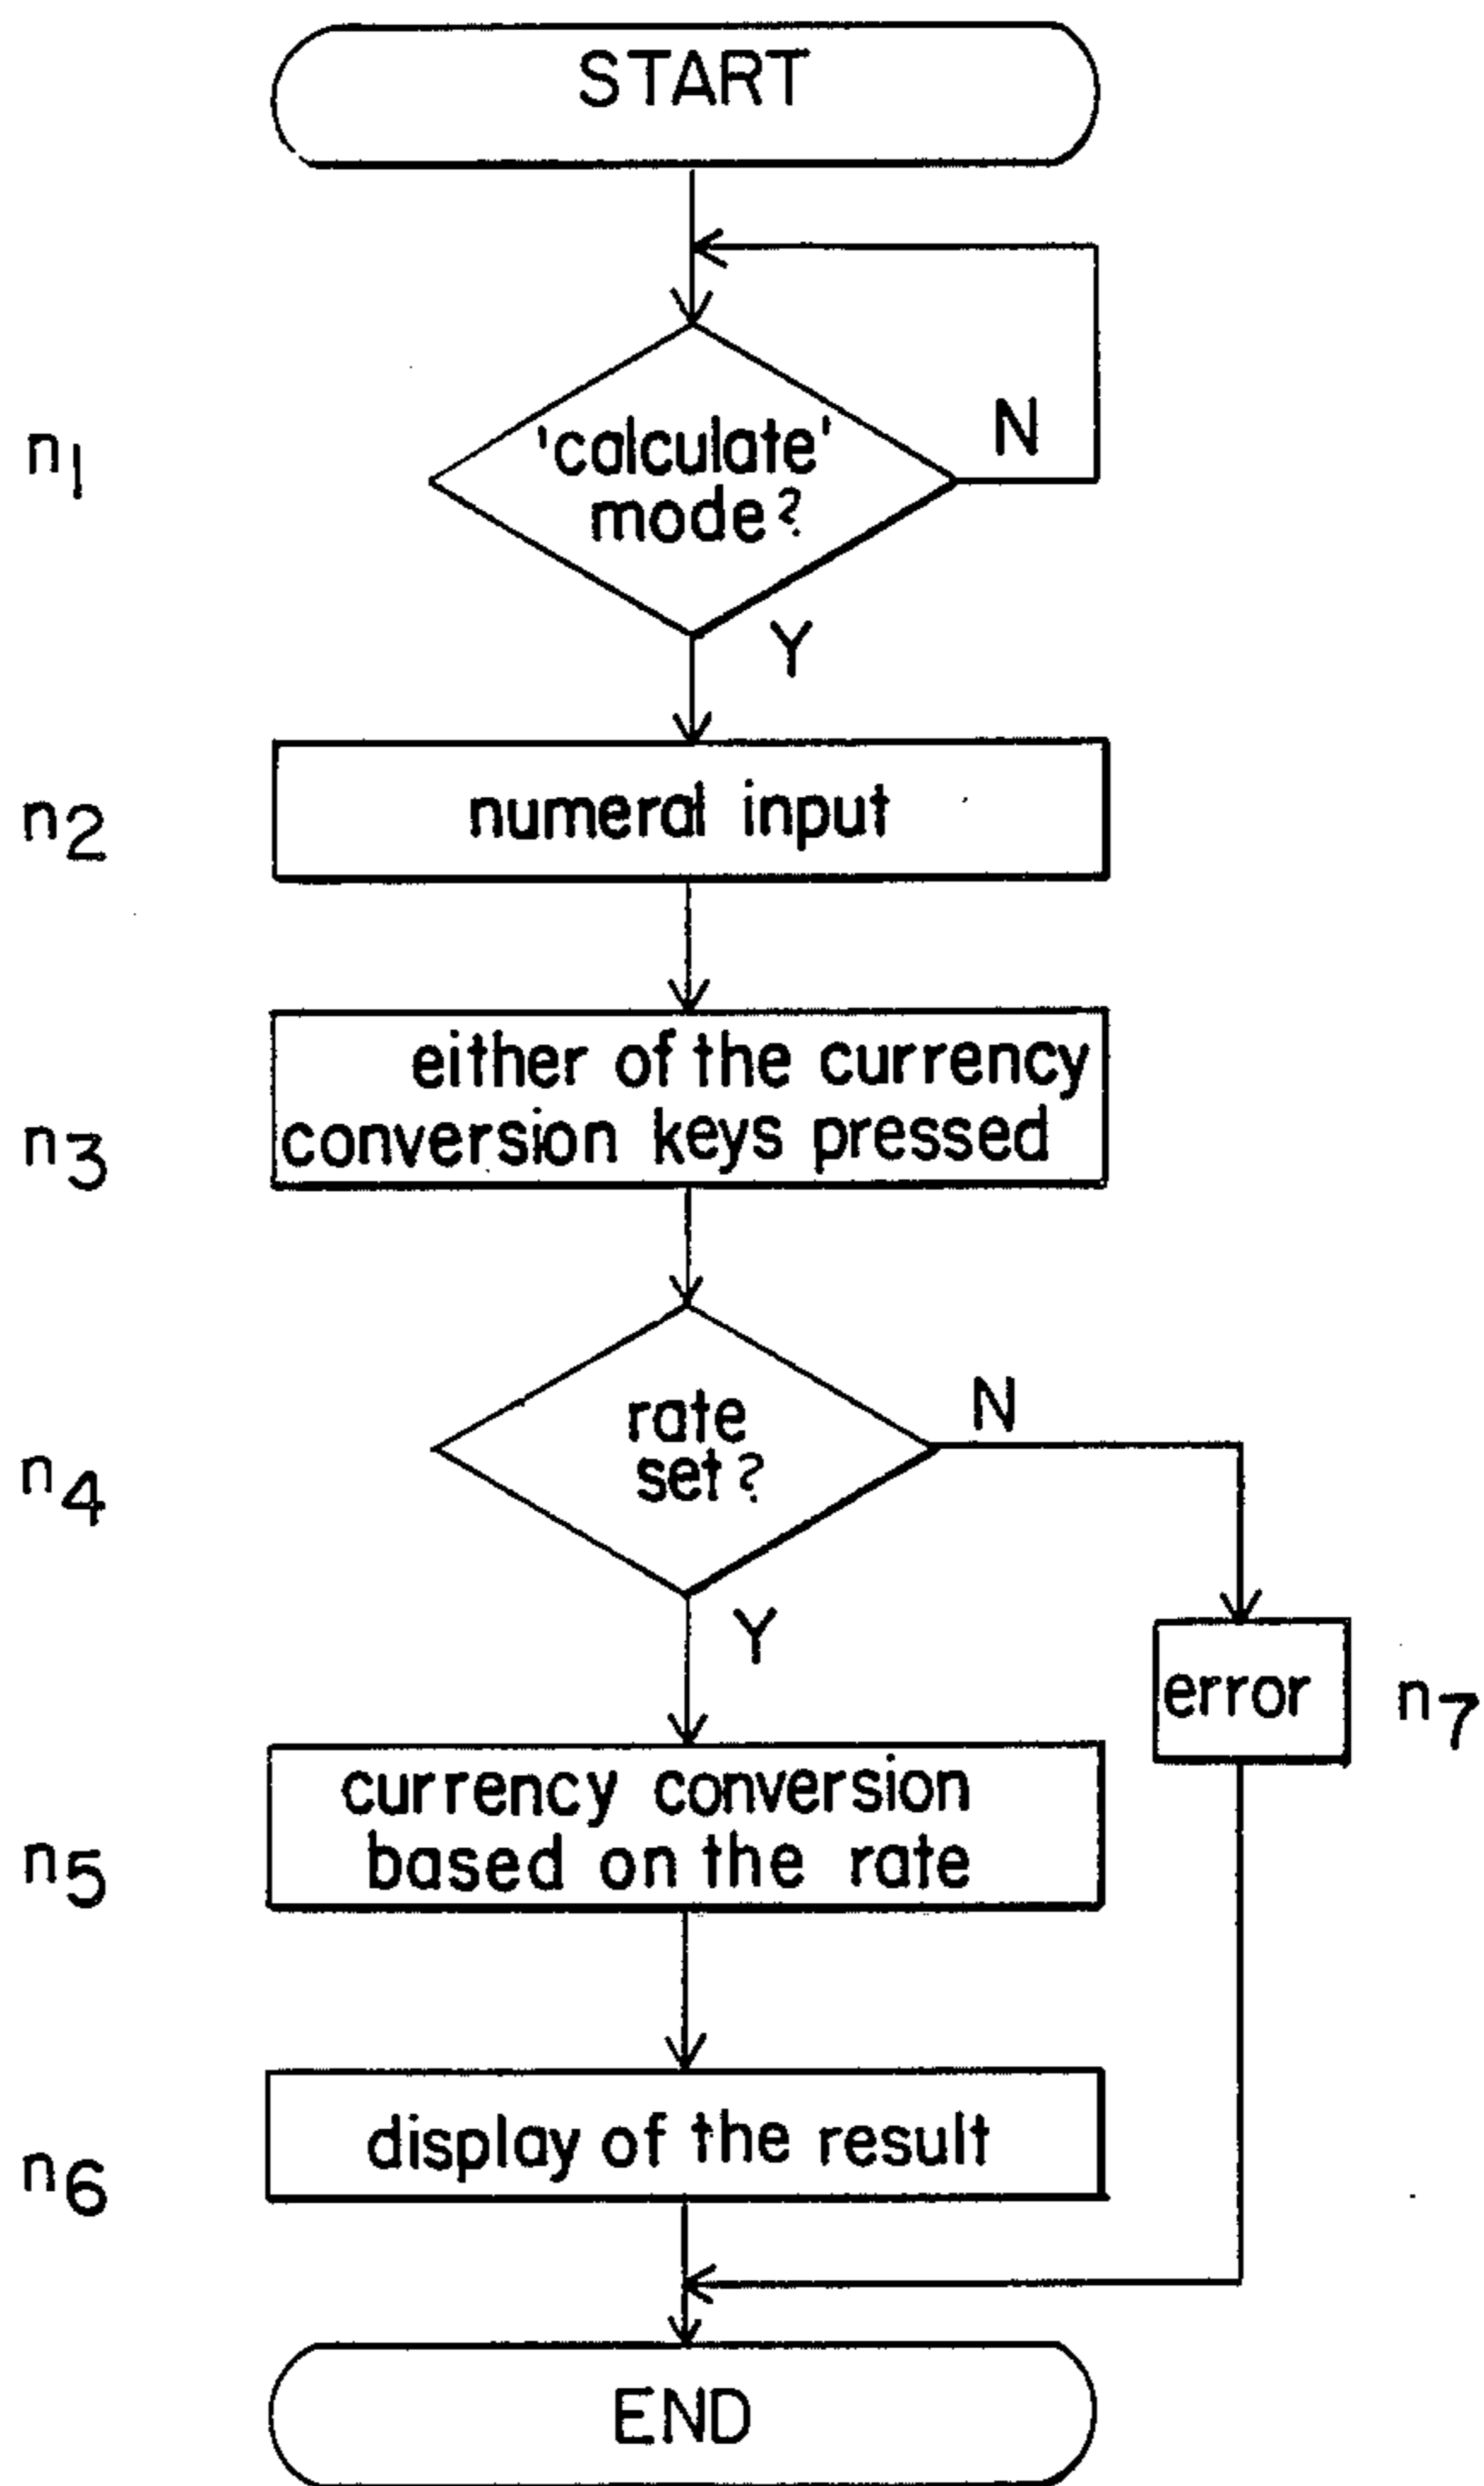 START
n1
'calculate'
mode?
N
Y
n2
numeral input
n3
either of the currency
conversion keys pressed
n4
rate
set?
N
Y
error
n7
n5
currency conversion
based on the rate
n6
display of the result
END